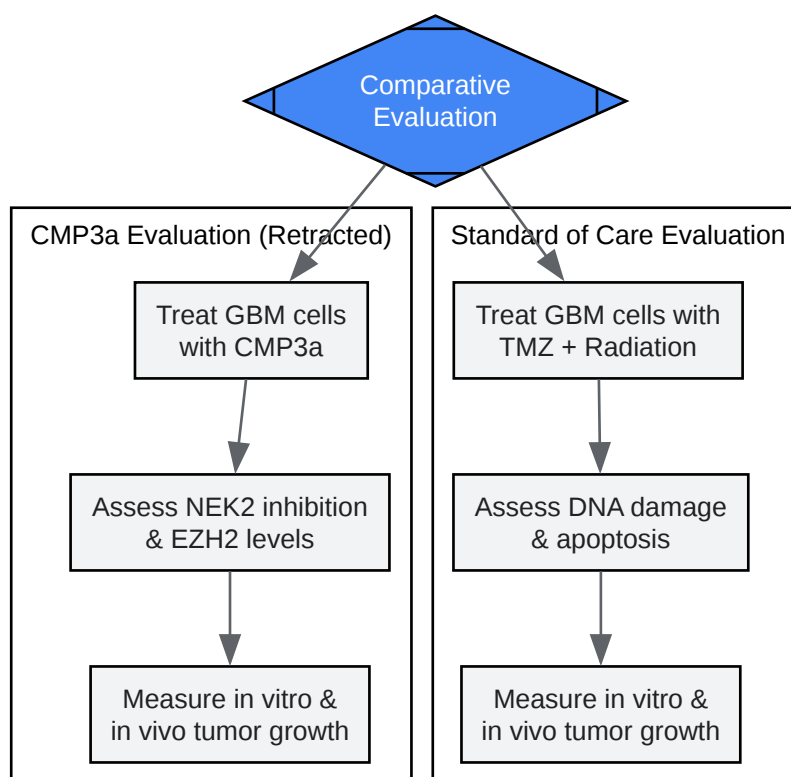 Comparative
Evaluation
CMP3a Evaluation (Retracted)
Treat GBM cells
with CMP3a
Assess NEK2 inhibition
& EZH2 levels
Measure in vitro &
in vivo tumor growth
Standard of Care Evaluation
Treat GBM cells with
TMZ + Radiation
Assess DNA damage
& apoptosis
Measure in vitro &
in vivo tumor growth